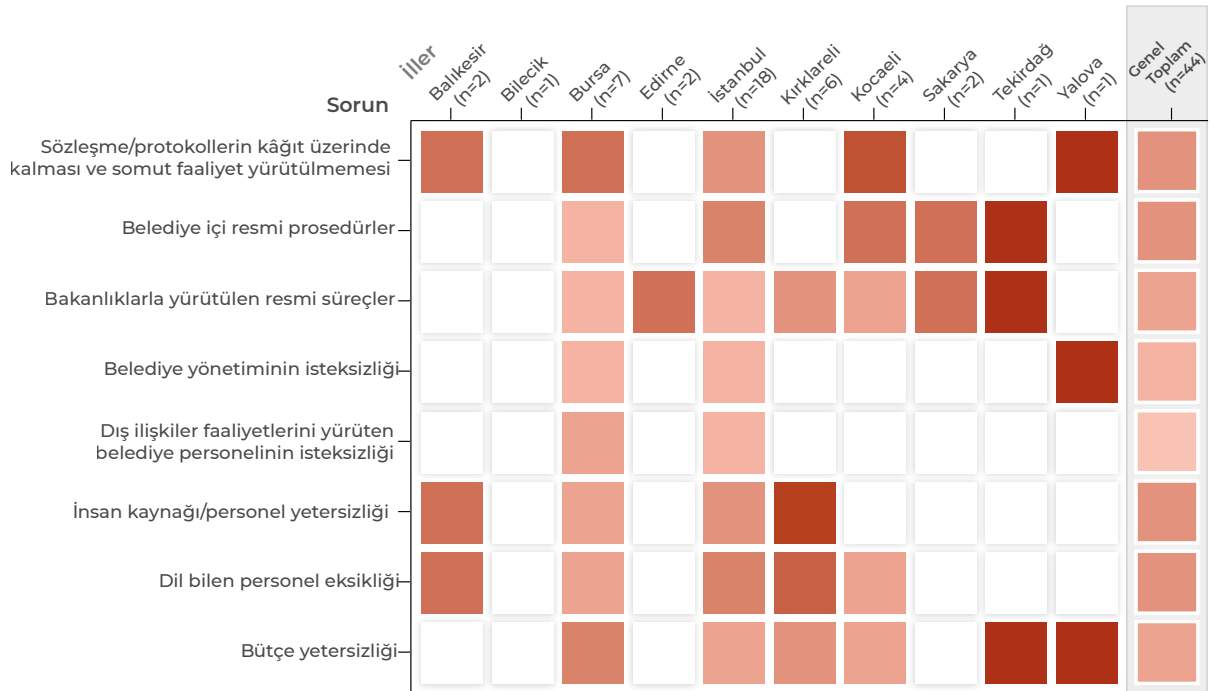 İller
Balıkesir
(n=2)
Bilecik
(n=1)
Bursa
(n=7)
Edirne
(n=2)
İstanbul
(n=18)
Kırklareli
(n=6)
Kocaeli
(n=4)
Sakarya
(n=2)
Tekirdağ
(n=1)
Yalova
(n=1)
Genel
Toplam
(n=44)
Sorun
Sözleşme/protokollerin kâğıt üzerinde
kalması ve somut faaliyet yürütülmemesi
Belediye içi resmi prosedürler
Bakanlıklarla yürütülen resmi süreçler
Belediye yönetiminin isteksizliği
Dış ilişkiler faaliyetlerini yürüten
belediye personelinin isteksizliği
İnsan kaynağı/personel yetersizliği
Dil bilen personel eksikliği
Bütçe yetersizliği